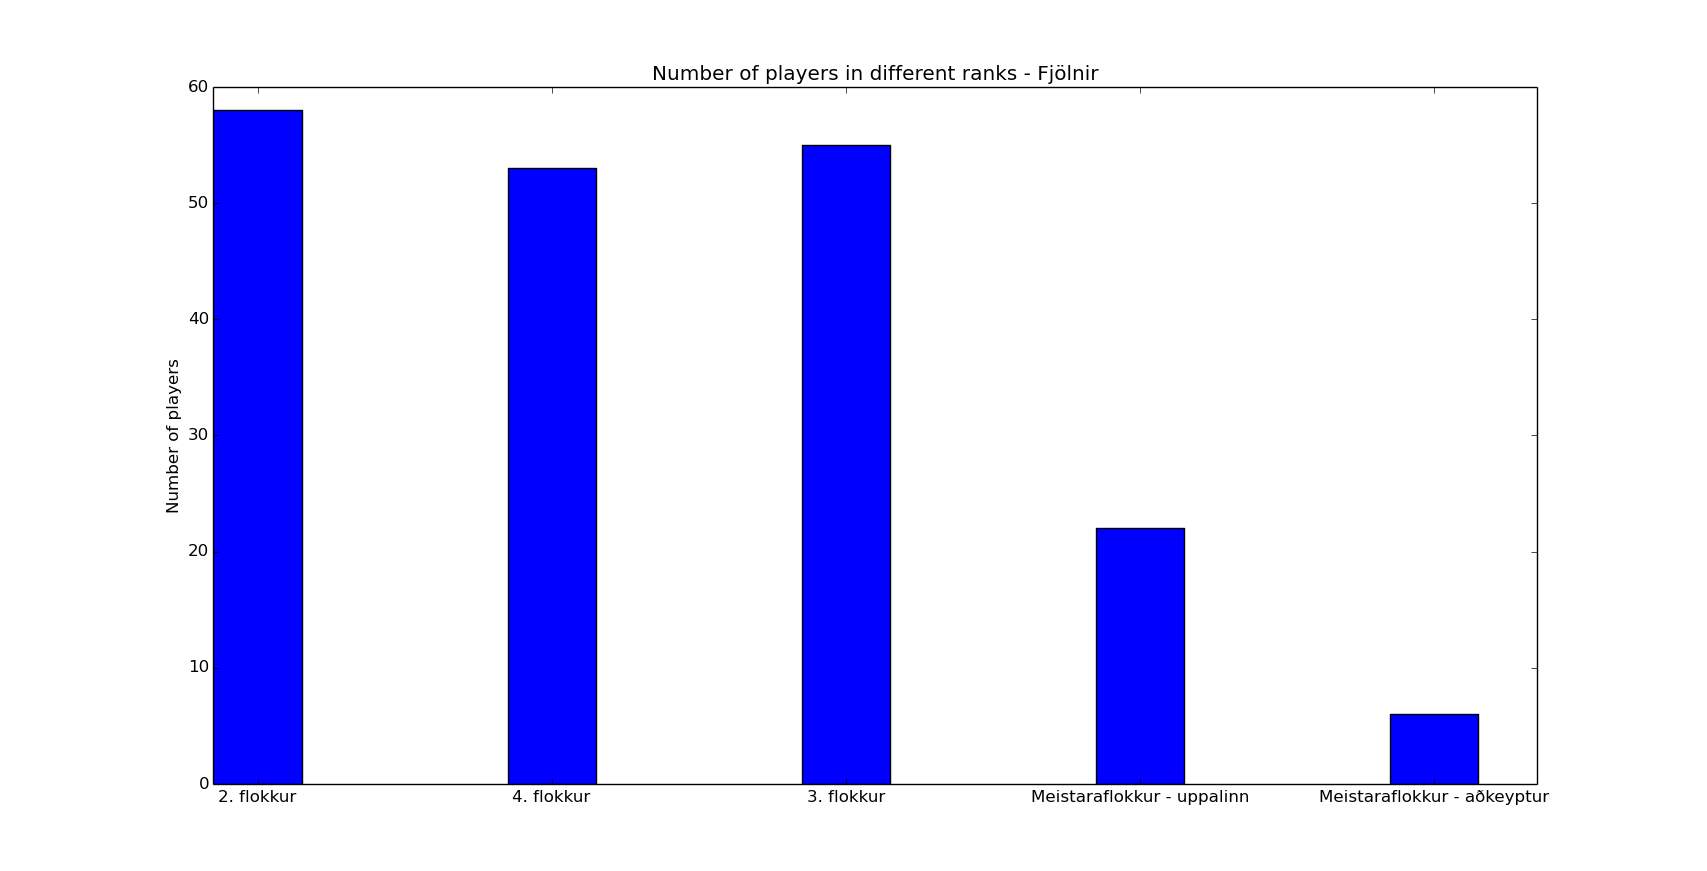 Number of players in different ranks - Fjölnir
60
50
40
30
20
10
0
Number of players
2. flokkur
4. flokkur
3. flokkur
Meistaraflokkur - uppalinn
Meistaraflokkur - aðkeyptur